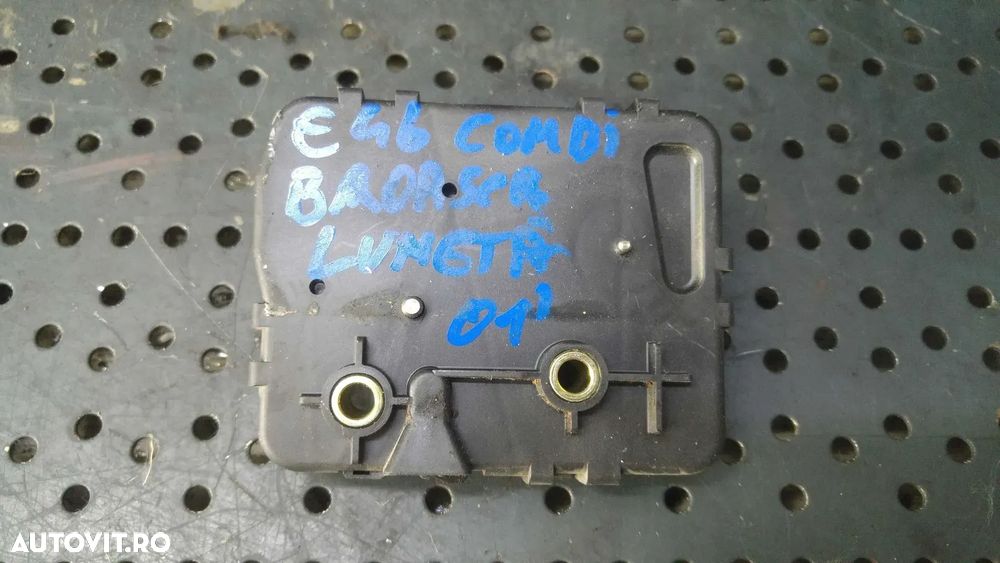 E46 COMBI
BROASCA
LUNETĂ
01'
AUTOVIT.RO